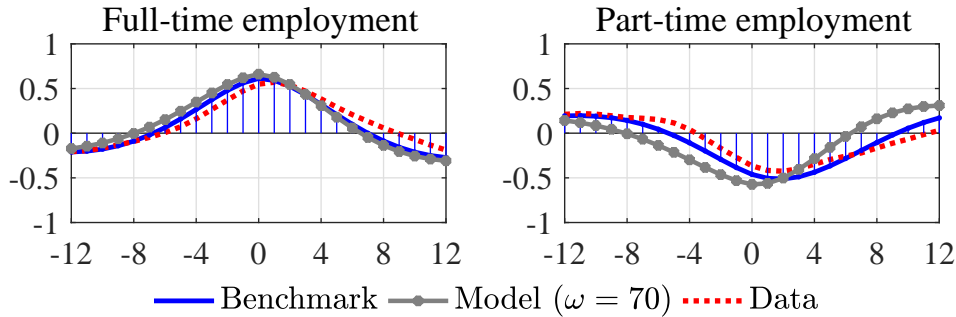 Full-time employment
Part-time employment
1
0.5
0
-0.5
-1
-12 -8 -4 0 4 8 12
1
0.5
0
-0.5
-1
-12 -8 -4 0 4 8 12
Benchmark Model (ω = 70) Data